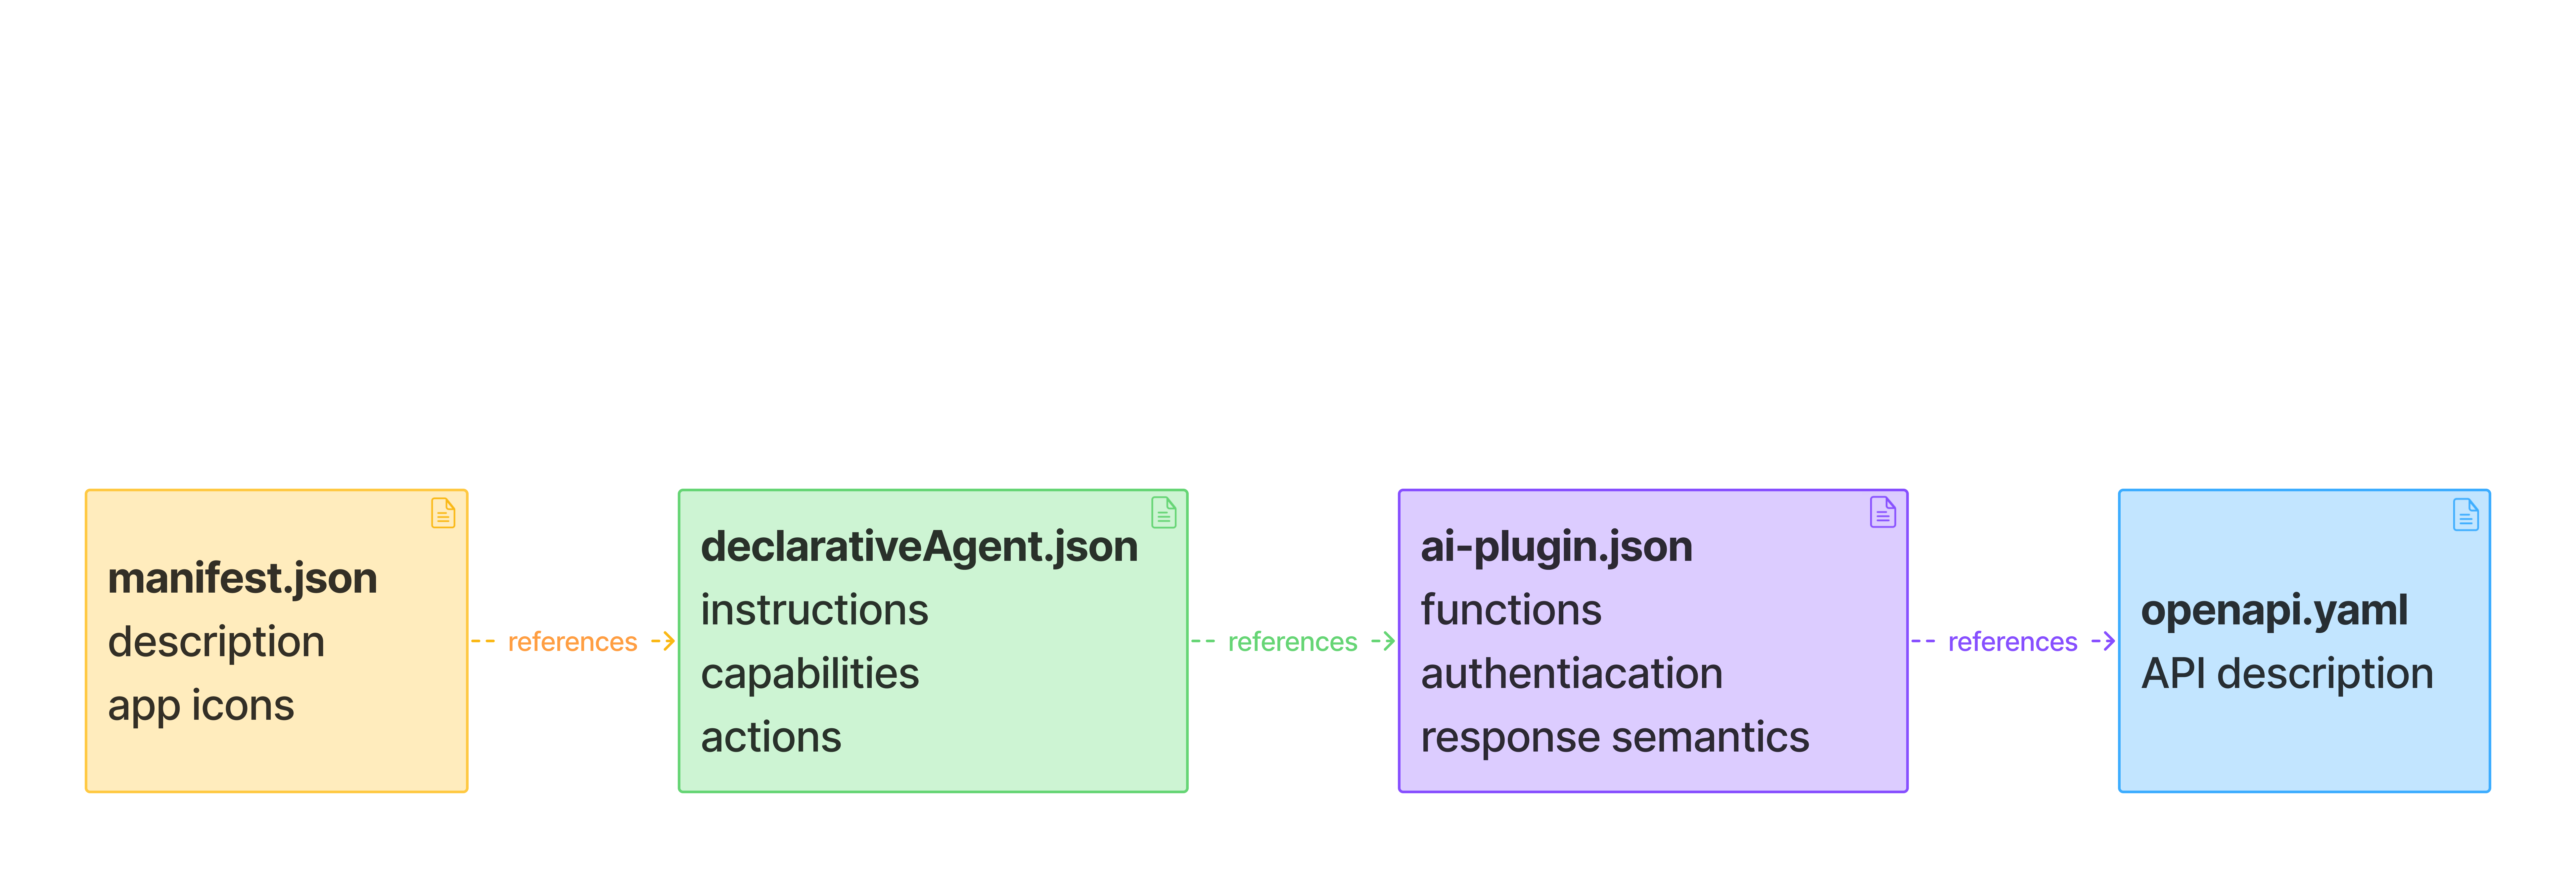 manifest.json
description
app icons
references
declarativeAgent.json
instructions
capabilities
actions
references
ai-plugin.json
functions
authentiacation
response semantics
references
openapi.yaml
API description